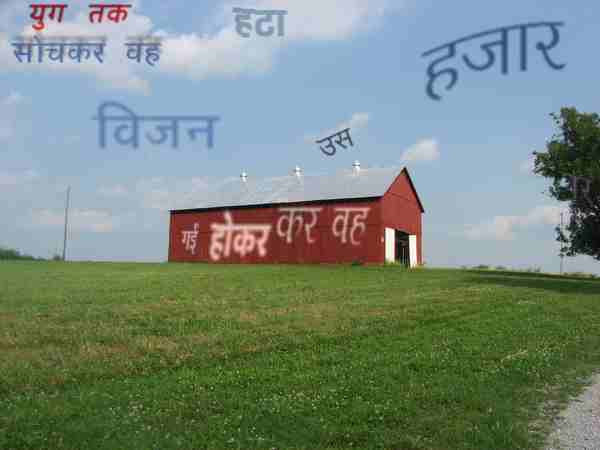 युग तक
हटा
सोचकर वह
हजार
विजन
उस
गई होकर कर वह